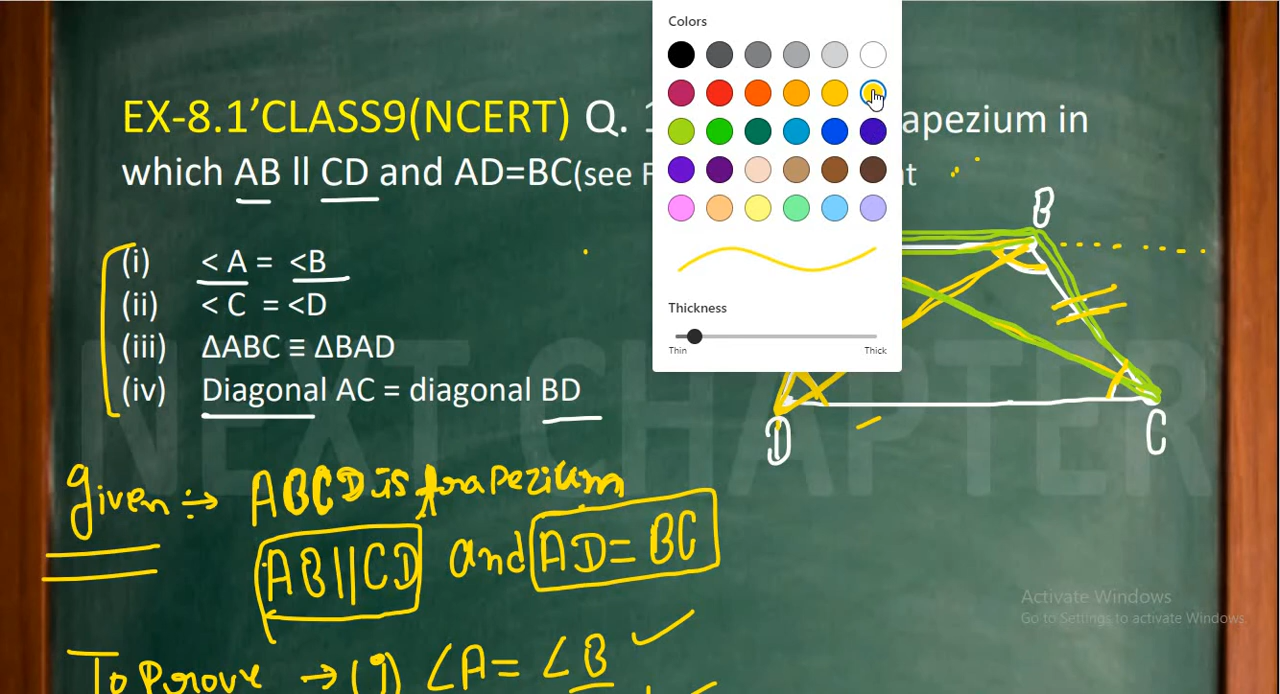 Colors
EX-8.1’CLASS9(NCERT) Q. 1 apezium in
which AB ll CD and AD=BC(see F t
B
(i) < A = <B
(ii) < C = <D
Thickness
(iii) ΔABC ≡ ΔBAD
Thin Thick
(iv) Diagonal AC = diagonal BD
D C
NEXT CHAPTER
Given :→ ABCD is trapezium
AB||CD and AD = BC
Activate Windows
Go to Settings to activate Windows.
To Prove → (i) ∠A = ∠B